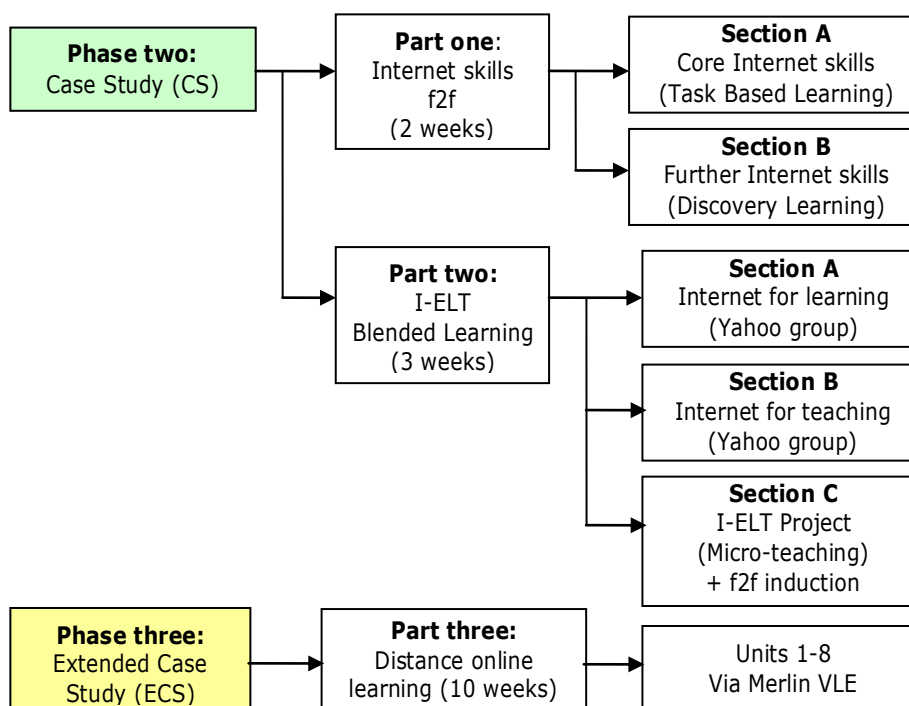 Phase two:
Case Study (CS)
Part one:
Internet skills
f2f
(2 weeks)
Section A
Core Internet skills
(Task Based Learning)
Section B
Further Internet skills
(Discovery Learning)
Part two:
I-ELT
Blended Learning
(3 weeks)
Section A
Internet for learning
(Yahoo group)
Section B
Internet for teaching
(Yahoo group)
Section C
I-ELT Project
(Micro-teaching)
+ f2f induction
Phase three:
Extended Case
Study (ECS)
Part three:
Distance online
learning (10 weeks)
Units 1-8
Via Merlin VLE